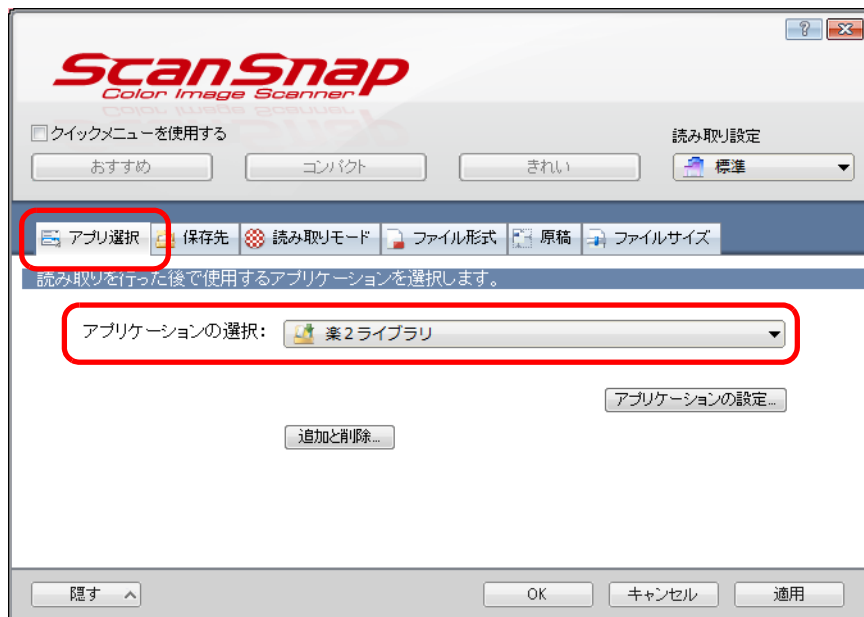 ScanSnap
Color Image Scanner
クイックメニューを使用する
読み取り設定
おすすめ
コンパクト
きれい
標準
アプリ選択
保存先
読み取りモード
ファイル形式
原稿
ファイルサイズ
読み取りを行った後で使用するアプリケーションを選択します。
アプリケーションの選択：
楽２ライブラリ
アプリケーションの設定...
追加と削除...
隠す
OK
キャンセル
適用